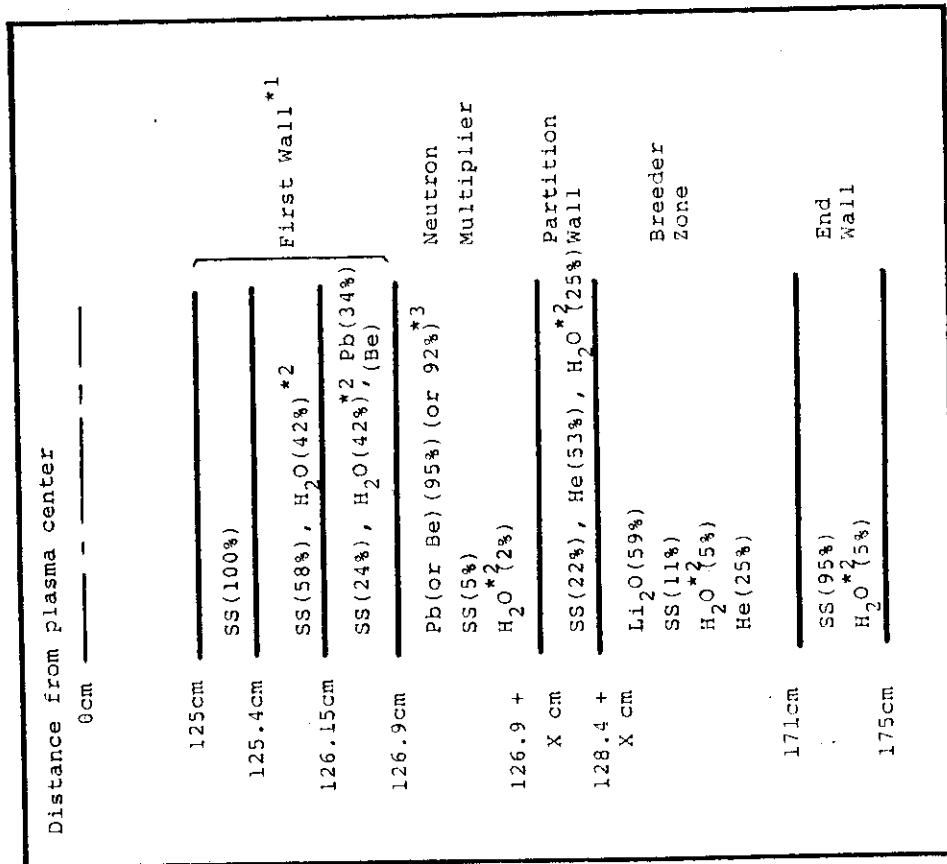 Distance from plasma center
0cm
125cm
SS(100%)
First Wall*1
125.4cm
SS(58%), H2O(42%)*2
126.15cm
SS(24%), H2O(42%)*2, Pb(34%)
(Be)
126.9cm
Pb(or Be)(95%)(or 92%)*3
SS(5%)
H2O*2(2%)
Neutron
Multiplier
126.9 +
X cm
SS(22%), He(53%), H2O*2(25%)
Partition
Wall
128.4 +
X cm
Li2O(59%)
SS(11%)
H2O*2(5%)
He(25%)
Breeder
Zone
171cm
SS(95%)
H2O*2(5%)
End
Wall
175cm